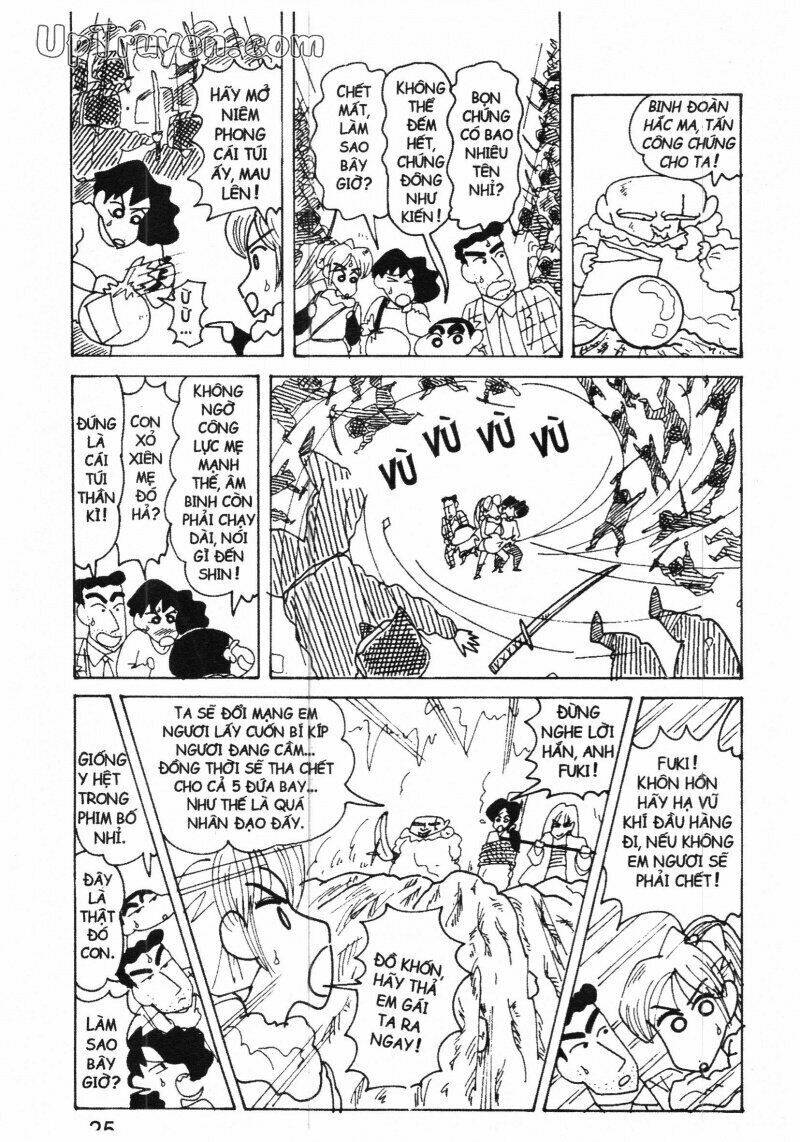 UpTruyen.com
BINH ĐOÀN
HẮC MA, TẤN
CÔNG CHÚNG
CHO TA!
BỌN
CHÚNG
CÓ BAO
NHIÊU
TÊN
NHỈ?
KHÔNG
THỂ
ĐẾM
HẾT,
CHÚNG
ĐÔNG
NHƯ
KIẾN!
CHẾT
MẤT,
LÀM
SAO
BÂY
GIỜ?
HÃY MỞ
NIÊM
PHONG
CÁI TÚI
ẤY, MAU
LÊN!
Ừ
Ừ...
VÙ VÙ VÙ VÙ
KHÔNG
NGỜ
CÔNG
LỰC MẸ
MẠNH
THẾ, ÂM
BINH CÒN
PHẢI CHẠY
DÀI, NÓI
GÌ ĐẾN
SHIN!
CON
XỎ
XIÊN
MẸ
ĐÓ
HẢ?
ĐÚNG
LÀ
CÁI
TÚI
THẦN
KÌ!
FUKI!
KHÔN HỒN
HÃY HẠ VŨ
KHÍ ĐẦU HÀNG
ĐI, NẾU KHÔNG
EM NGƯƠI SẼ
PHẢI CHẾT!
ĐỪNG
NGHE LỜI
HẮN, ANH
FUKI!
TA SẼ ĐỔI MẠNG EM
NGƯƠI LẤY CUỐN BÍ KÍP
NGƯƠI ĐANG CẦM...
ĐỒNG THỜI SẼ THA CHẾT
CHO CẢ 5 ĐỨA BAY...
NHƯ THẾ LÀ QUÁ
NHÂN ĐẠO ĐẤY.
ĐỒ KHỐN,
HÃY THẢ
EM GÁI
TA RA
NGAY!
GIỐNG
Y HỆT
TRONG
PHIM BỐ
NHỈ.
ĐÂY
LÀ
THẬT
ĐÓ
CON.
LÀM
SAO
BÂY
GIỜ?
25